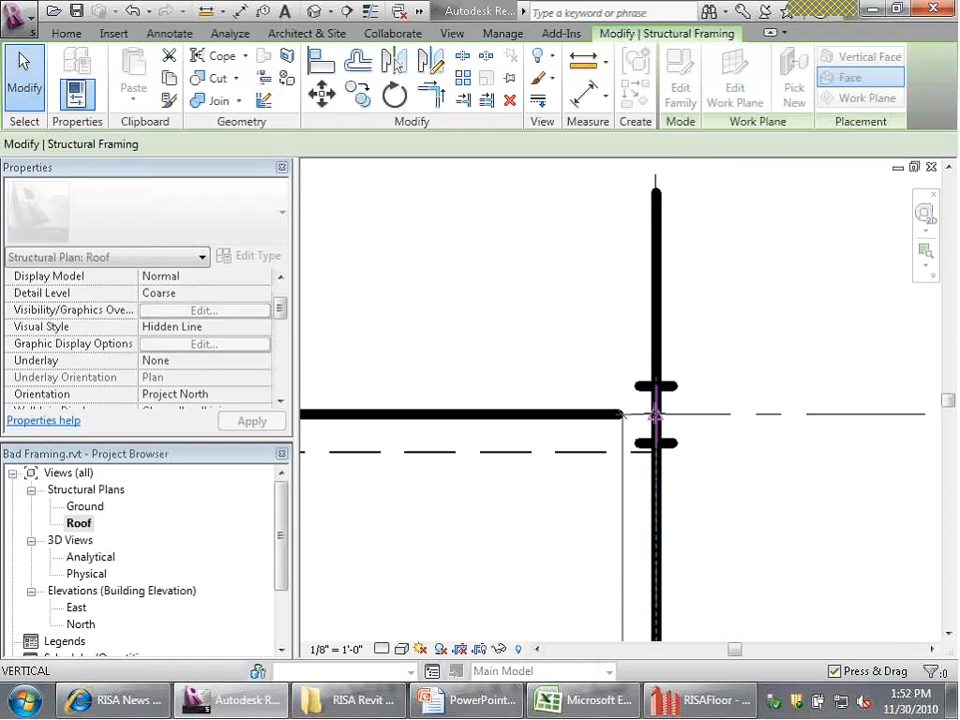 Autodesk Re...
Type a keyword or phrase
Home Insert Annotate Analyze Architect & Site Collaborate View Manage Add-Ins Modify | Structural Framing
Modify
Paste
Cope
Cut
Join
Edit Family
Edit Work Plane
Pick New
Vertical Face
Face
Work Plane
Select Properties Clipboard Geometry Modify View Measure Create Mode Work Plane Placement
Modify | Structural Framing
Properties
Structural Plan: Roof
Edit Type
Display Model Normal
Detail Level Coarse
Visibility/Graphics Ove... Edit...
Visual Style Hidden Line
Graphic Display Options Edit...
Underlay None
Underlay Orientation Plan
Orientation Project North
Properties help
Apply
Bad Framing.rvt - Project Browser
Views (all)
Structural Plans
Ground
Roof
3D Views
Analytical
Physical
Elevations (Building Elevation)
East
North
Legends
2D
1/8" = 1'-0"
VERTICAL
Main Model
Press & Drag
:0
RISA News ...
Autodesk R...
RISA Revit ...
PowerPoint...
Microsoft E...
RISAFloor - ...
1:52 PM
11/30/2010